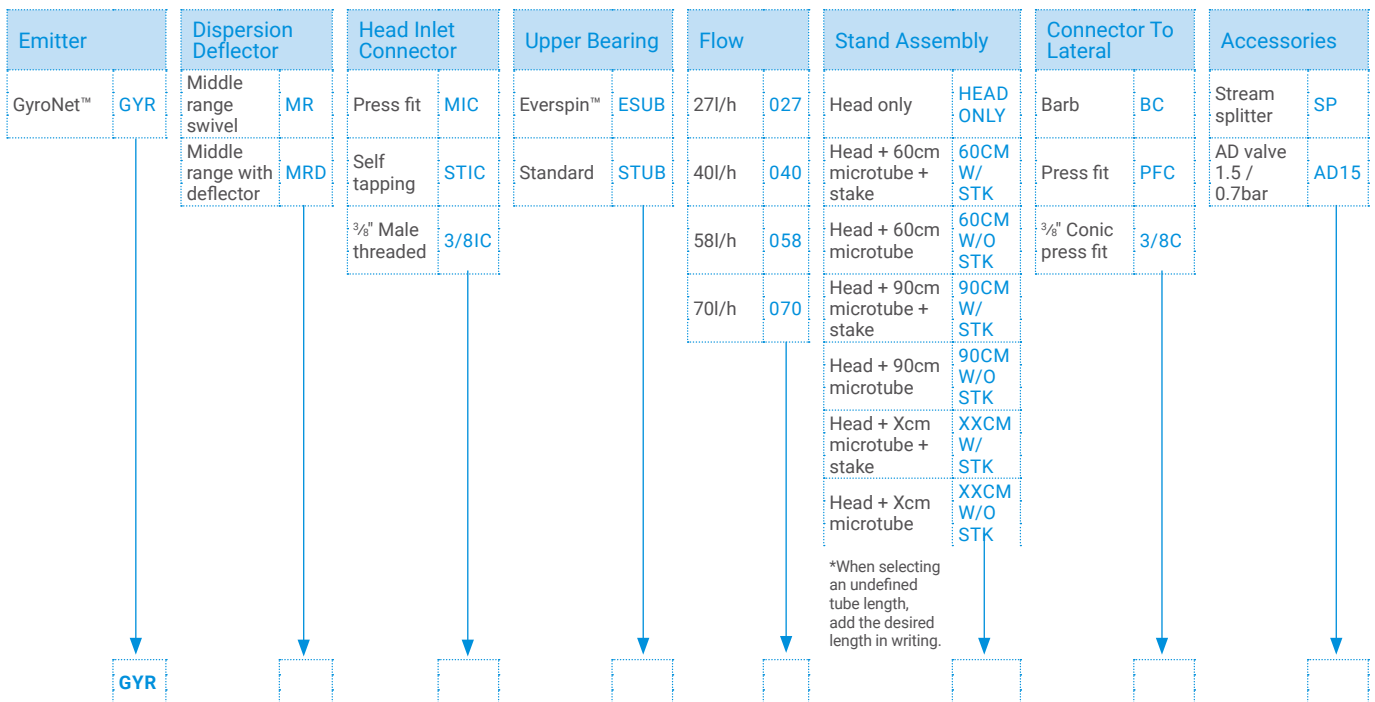 Emitter
GyroNet™ GYR
GYR
Dispersion
Deflector
Middle
range
swivel
MR
Middle
range with
deflector
MRD
Head Inlet
Connector
Press fit MIC
Self
tapping
STIC
⅜" Male
threaded
3/8IC
Upper Bearing
Everspin™ ESUB
Standard STUB
Flow
27l/h 027
40l/h 040
58l/h 058
70l/h 070
Stand Assembly
Head only
HEAD
ONLY
Head + 60cm
microtube +
stake
60CM
W/
STK
Head + 60cm
microtube
60CM
W/O
STK
Head + 90cm
microtube +
stake
90CM
W/
STK
Head + 90cm
microtube
90CM
W/O
STK
Head + Xcm
microtube +
stake
XXCM
W/
STK
Head + Xcm
microtube
XXCM
W/O
STK
*When selecting
an undefined
tube length,
add the desired
length in writing.
Connector To
Lateral
Barb BC
Press fit PFC
⅜" Conic
press fit
3/8C
Accessories
Stream
splitter
SP
AD valve
1.5 /
0.7bar
AD15